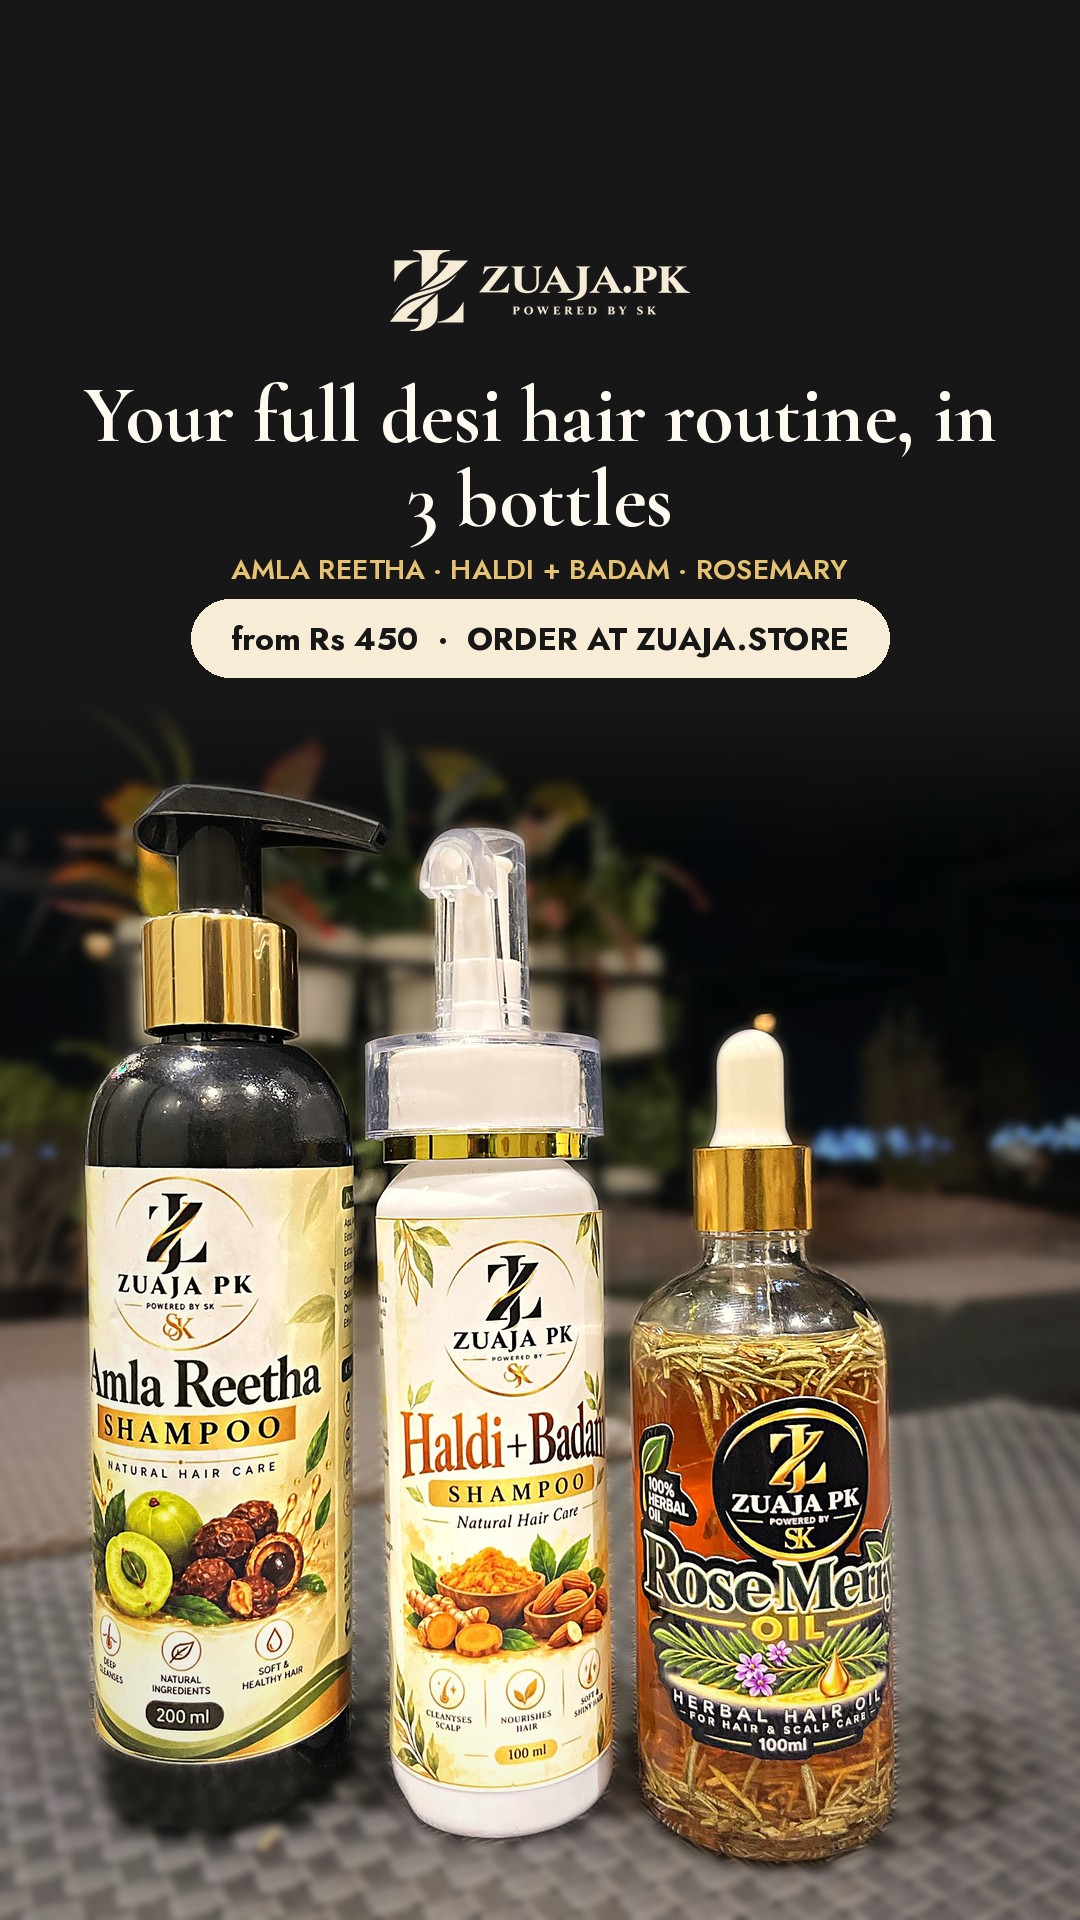 ZUAJA.PK
POWERED BY SK
Your full desi hair routine, in
3 bottles
AMLA REETHA · HALDI + BADAM · ROSEMARY
from Rs 450 · ORDER AT ZUAJA.STORE
ZUAJA PK
POWERED BY SK
SK
Amla Reetha
SHAMPOO
NATURAL HAIR CARE
DEEP
CLEANSES
NATURAL
INGREDIENTS
SOFT &
HEALTHY HAIR
200 ml
ZUAJA PK
POWERED BY
SK
Haldi+Badam
SHAMPOO
Natural Hair Care
CLEANYSES
SCALP
NOURISHES
HAIR
SOFT &
SHINY HAIR
100 ml
100%
HERBAL
OIL
ZUAJA PK
POWERED BY
SK
RoseMerry
OIL
HERBAL HAIR OIL
-FOR HAIR & SCALP CARE-
100ml